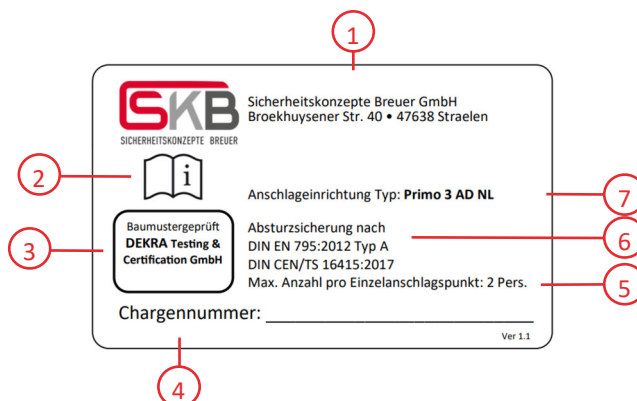 1
SKB
SICHERHEITSKONZEPTE BREUER
Sicherheitskonzepte Breuer GmbH
Broekhuysener Str. 40 • 47638 Straelen
2
i
Anschlageinrichtung Typ: Primo 3 AD NL
7
3
Baumustergeprüft
DEKRA Testing &
Certification GmbH
Absturzsicherung nach
DIN EN 795:2012 Typ A
DIN CEN/TS 16415:2017
Max. Anzahl pro Einzelanschlagspunkt: 2 Pers.
6
5
Chargennummer: ____________________________
Ver 1.1
4